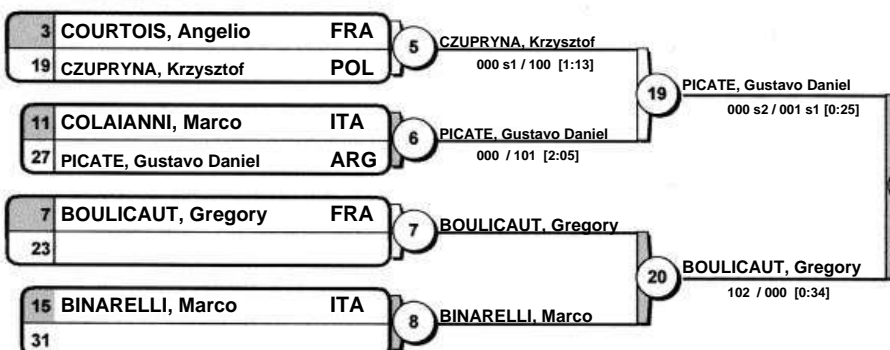 3 COURTOIS, Angelio FRA
19 CZUPRYNA, Krzysztof POL
5
CZUPRYNA, Krzysztof
000 s1 / 100 [1:13]
11 COLAIANNI, Marco ITA
27 PICATE, Gustavo Daniel ARG
6
PICATE, Gustavo Daniel
000 / 101 [2:05]
19
PICATE, Gustavo Daniel
000 s2 / 001 s1 [0:25]
7 BOULICAUT, Gregory FRA
23
7
BOULICAUT, Gregory
15 BINARELLI, Marco ITA
31
8
BINARELLI, Marco
20
BOULICAUT, Gregory
102 / 000 [0:34]